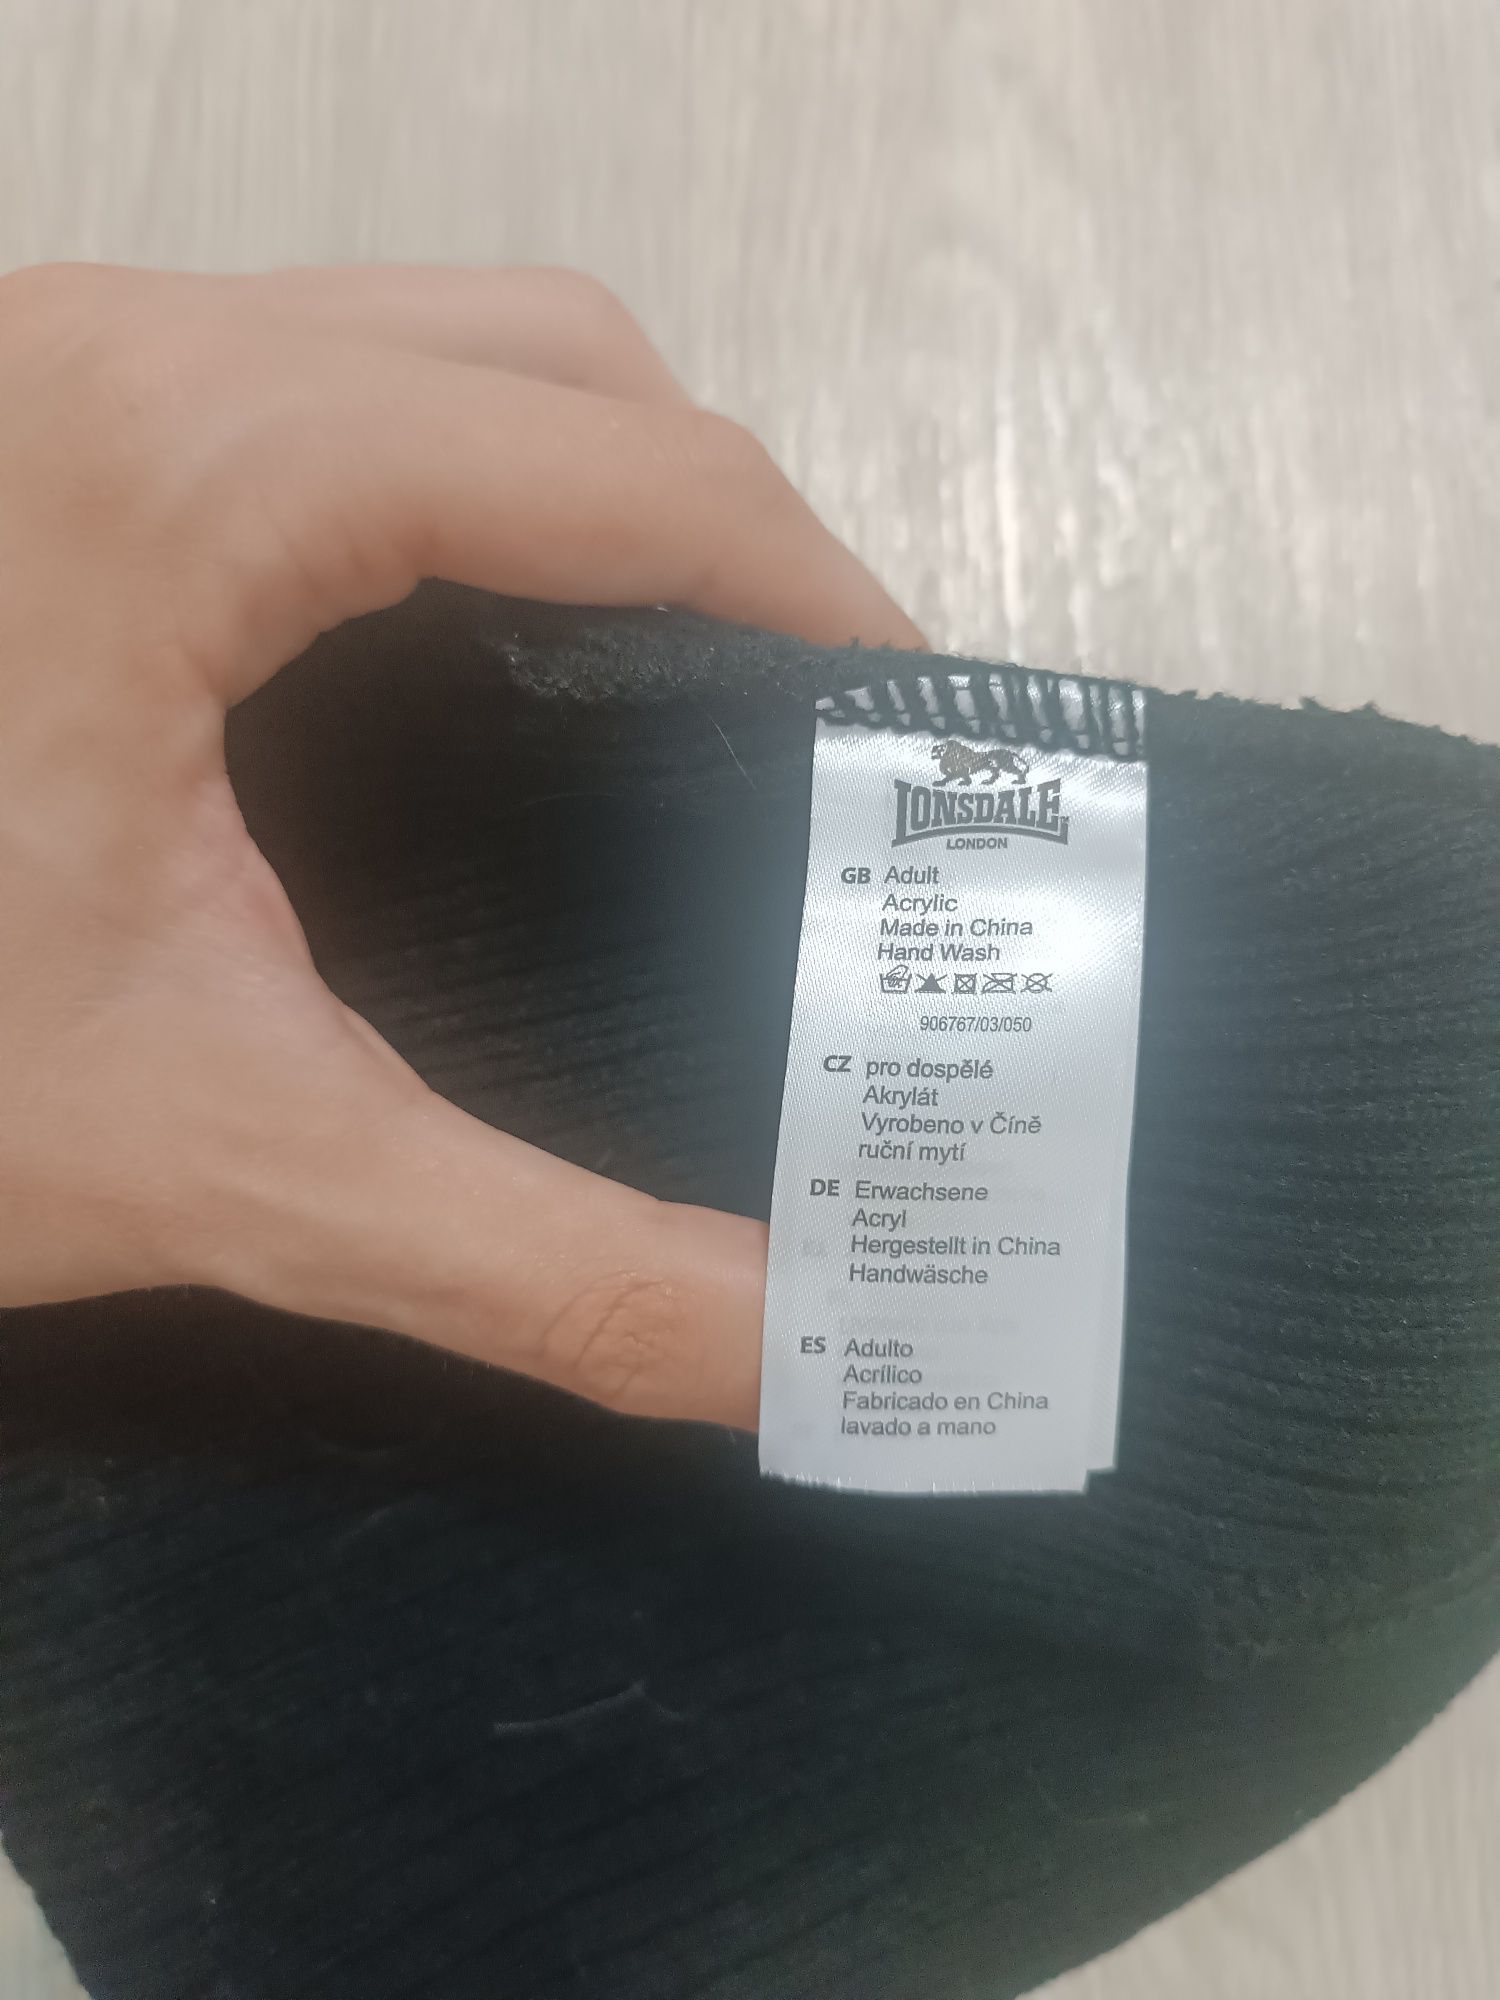 LONSDALE
LONDON
GB Adult
Acrylic
Made in China
Hand Wash
906767/03/050
CZ pro dospělé
Akrylát
Vyrobeno v Číně
ruční mytí
DE Erwachsene
Acryl
Hergestellt in China
Handwäsche
ES Adulto
Acrílico
Fabricado en China
lavado a mano